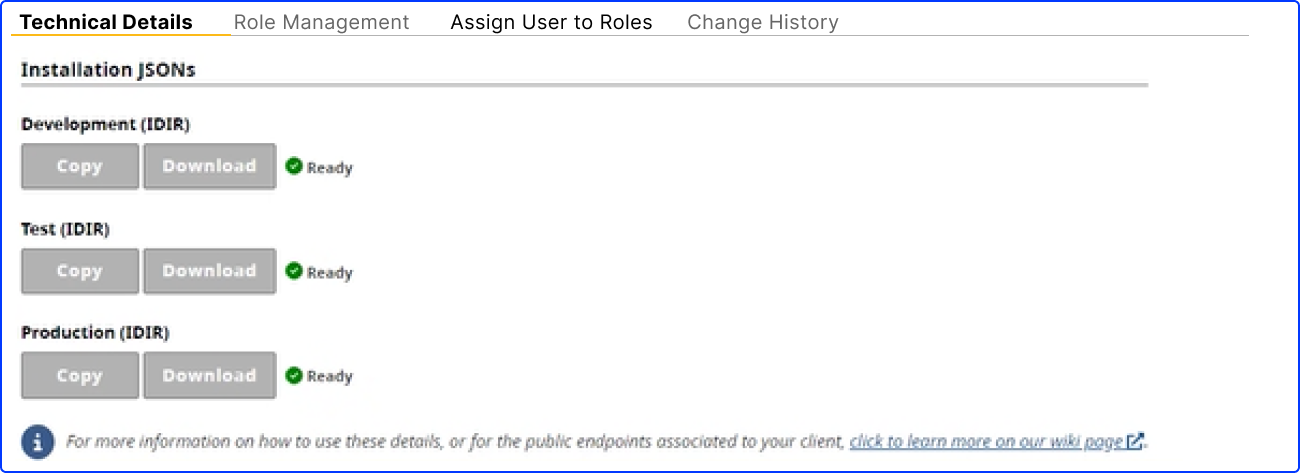 Technical Details Role Management Assign User to Roles Change History
Installation JSONs
Development (IDIR)
Copy Download Ready
Test (IDIR)
Copy Download Ready
Production (IDIR)
Copy Download Ready
For more information on how to use these details, or for the public endpoints associated to your client, click to learn more on our wiki page.